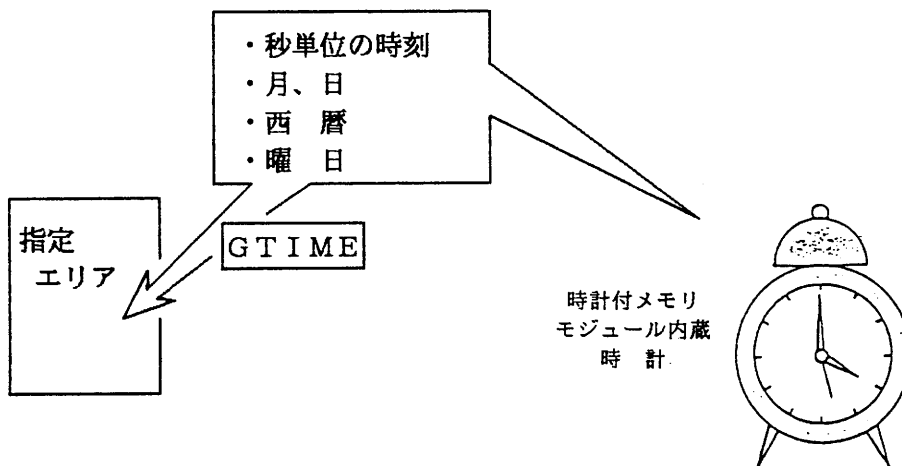 ・秒単位の時刻
・月、日
・西　暦
・曜　日
指定
エリア
GTIME
時計付メモリ
モジュール内蔵
時　計